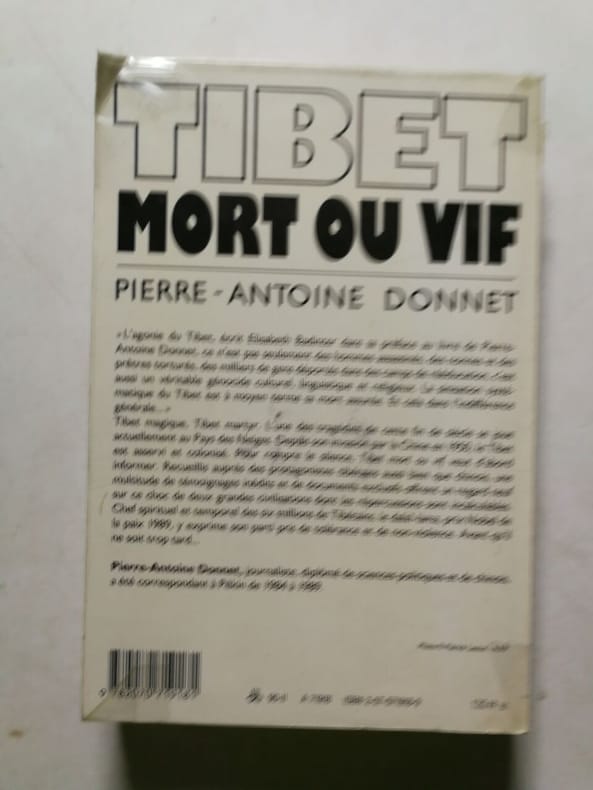 TIBET
MORT OU VIF
PIERRE-ANTOINE DONNET
«L'agonie du Tibet, écrit Elisabeth Badinter dans sa préface au livre de Pierre-
Antoine Donnet, ce n'est pas seulement des hommes assassinés, des nonnes et des
prêtres torturés, des milliers de gens déportés dans des camps de rééducation. C'est
aussi un véritable génocide culturel, linguistique et religieux. La
du Tibet est à moyen terme sa mort assurée. Et cela dans l'indifférence
générale...»
Tibet magique, Tibet martyr. L'une des tragédies de cette fin de siècle se joue
actuellement au Pays des Neiges. Depuis son invasion par la Chine en 1950, le Tibet
est asservi et colonisé. Pour rompre le silence, Tibet mort ou vif veut d'abord
informer. Recueillis auprès des protagonistes tibétains aussi bien que chinois, une
multitude de témoignages inédits et de documents exclusifs offrent un regard neuf
sur ce choc de deux grandes civilisations dont les répercussions sont incalculables.
Chef spirituel et temporel des six millions de Tibétains, le dalaï-lama, prix Nobel de
la paix 1989, y exprime son parti pris de tolérance et de non-violence. Avant qu'il
ne soit trop tard...
Pierre-Antoine Donnet, journaliste, diplômé de sciences politiques et de chinois,
a été correspondant à Pékin de 1984 à 1989.